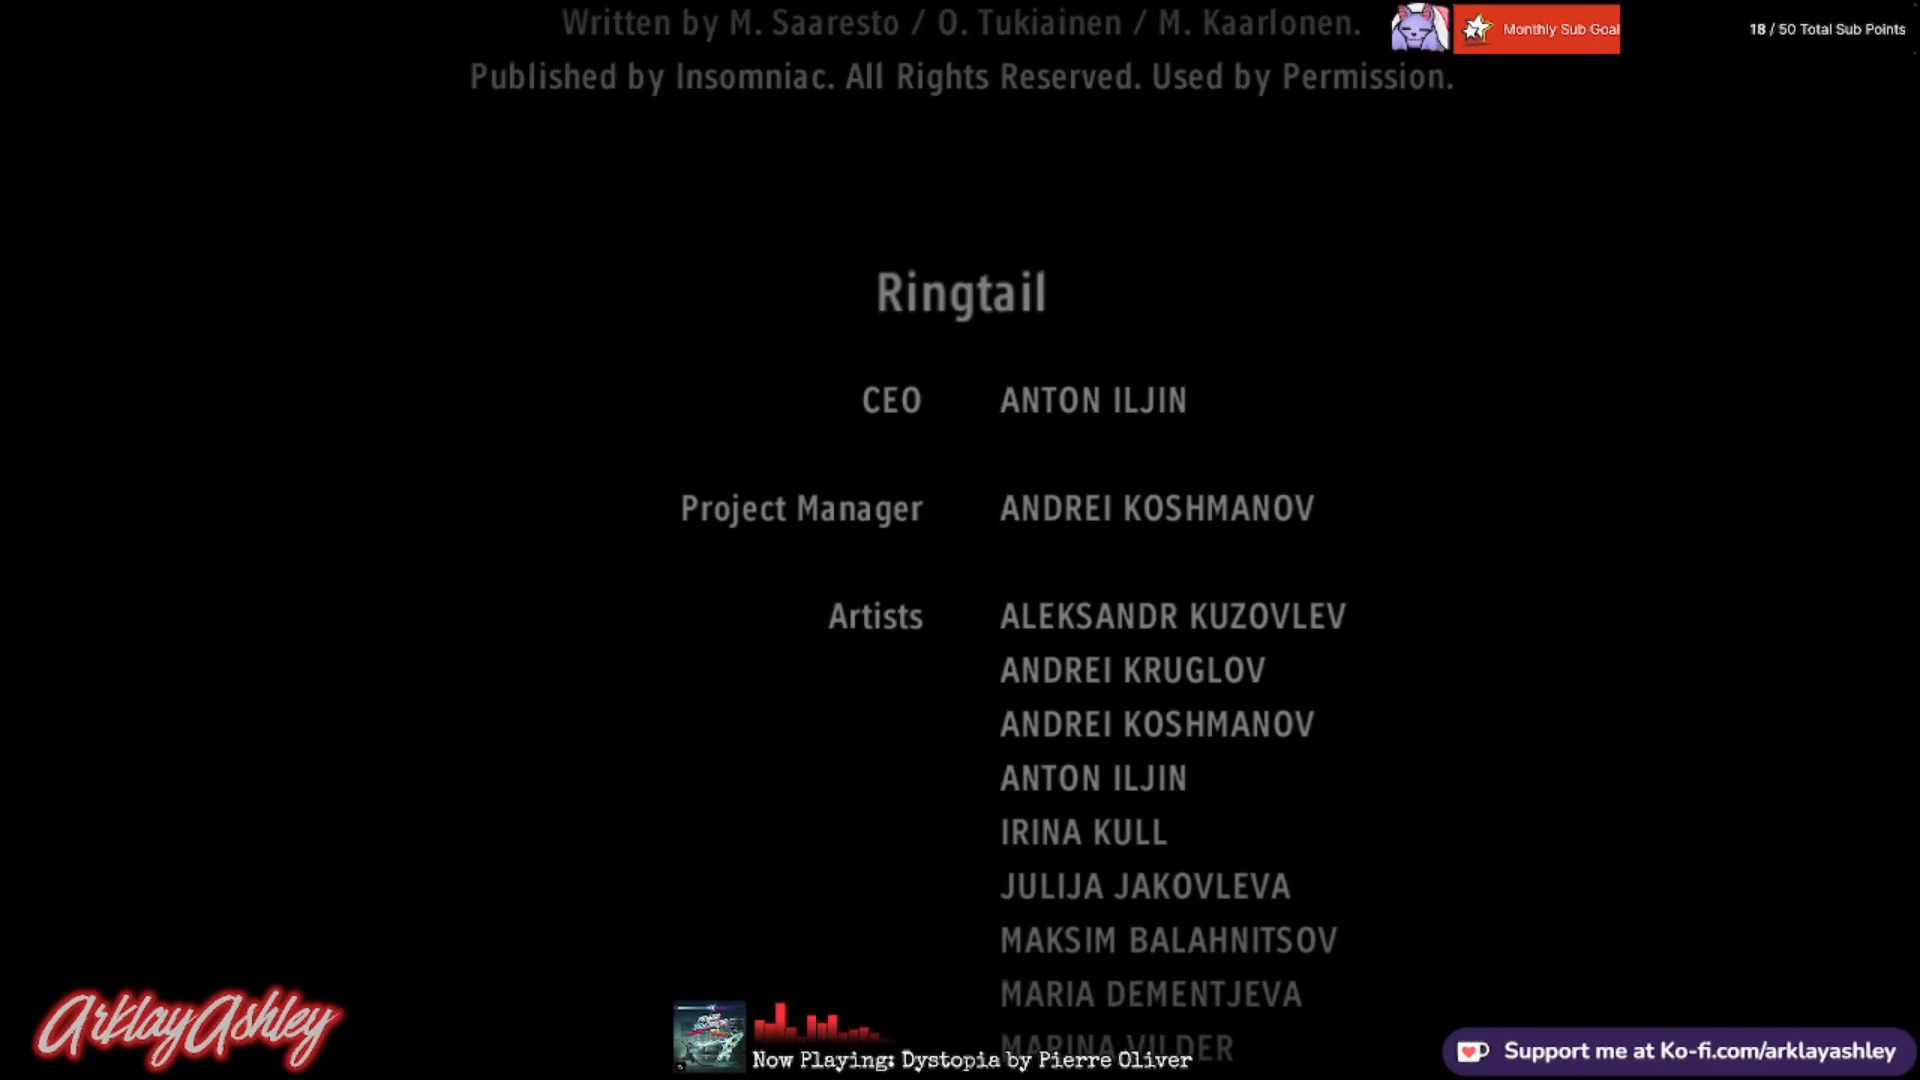 Written by M. Saaresto / O. Tukiainen / M. Kaarlonen.
Monthly Sub Goal
18 / 50 Total Sub Points
Published by Insomniac. All Rights Reserved. Used by Permission.
Ringtail
CEO ANTON ILJIN
Project Manager ANDREI KOSHMANOV
Artists ALEKSANDR KUZOVLEV
ANDREI KRUGLOV
ANDREI KOSHMANOV
ANTON ILJIN
IRINA KULL
JULIJA JAKOVLEVA
MAKSIM BALAHNITSOV
MARIA DEMENTJEVA
MARINA VILDER
ArklayAshley
Now Playing: Dystopia by Pierre Oliver
Support me at Ko-fi.com/arklayashley